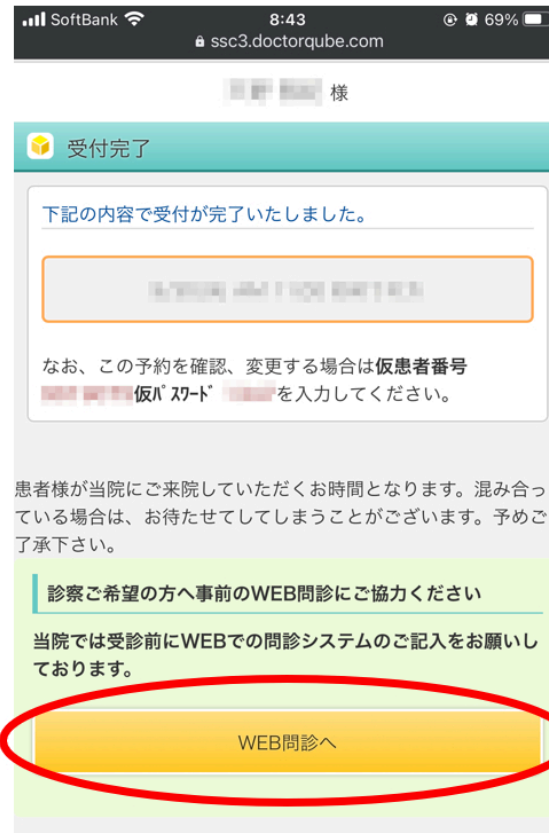 SoftBank 8:43 69%
ssc3.doctorqube.com
様
受付完了
下記の内容で受付が完了いたしました。
なお、この予約を確認、変更する場合は仮患者番号
仮ﾊﾟｽﾜｰﾄﾞ を入力してください。
患者様が当院にご来院していただくお時間となります。混み合っ
ている場合は、お待たせてしてしまうことがございます。予めご
了承下さい。
診察ご希望の方へ事前のWEB問診にご協力ください
当院では受診前にWEBでの問診システムのご記入をお願いし
ております。
WEB問診へ